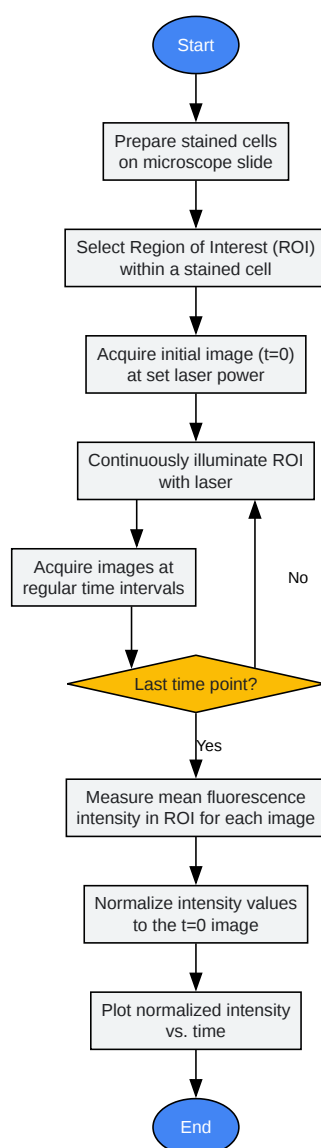 Start
Prepare stained cells
on microscope slide
Select Region of Interest (ROI)
within a stained cell
Acquire initial image (t=0)
at set laser power
Continuously illuminate ROI
with laser
Acquire images at
regular time intervals
No
Last time point?
Yes
Measure mean fluorescence
intensity in ROI for each image
Normalize intensity values
to the t=0 image
Plot normalized intensity
vs. time
End